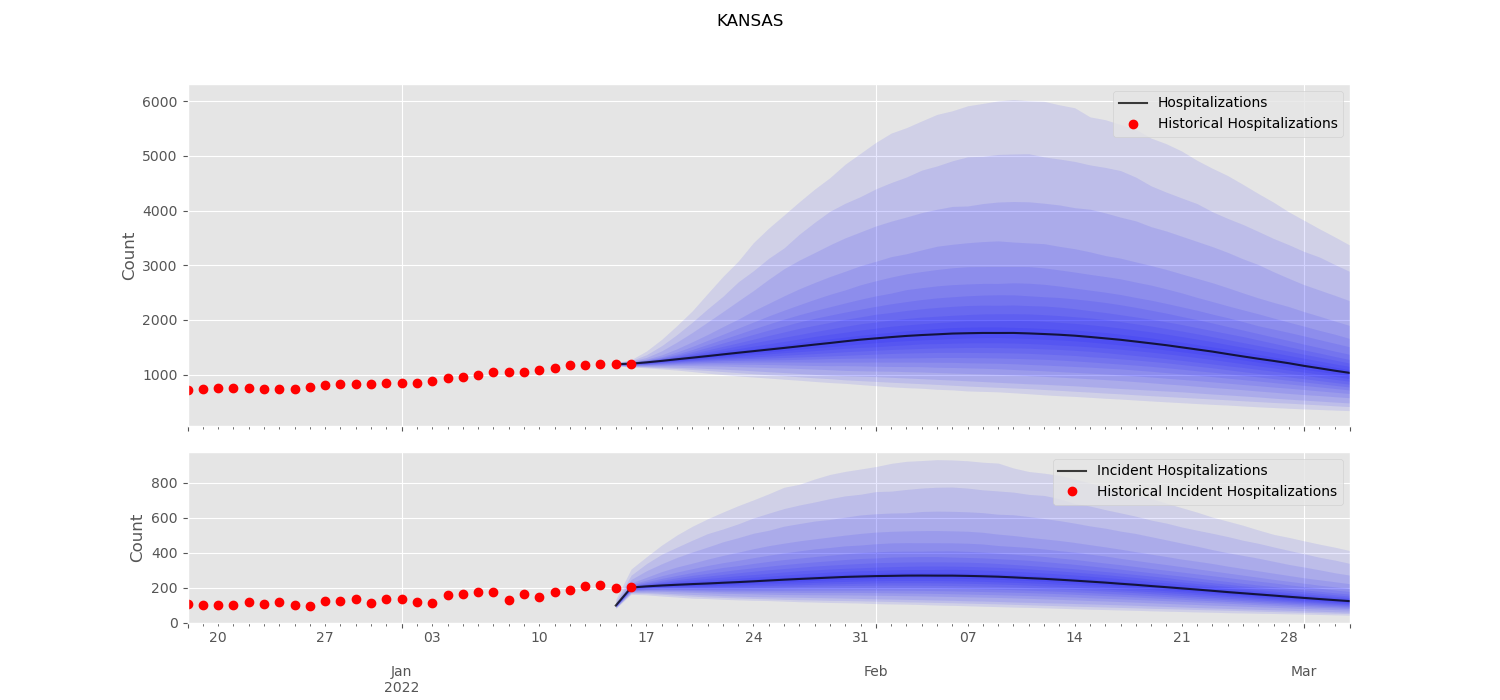 KANSAS
Hospitalizations
Historical Hospitalizations
6000
5000
4000
3000
2000
1000
Count
Incident Hospitalizations
Historical Incident Hospitalizations
800
600
400
200
0
Count
20 27 03 10 17 24 31 07 14 21 28
Jan Feb Mar
2022